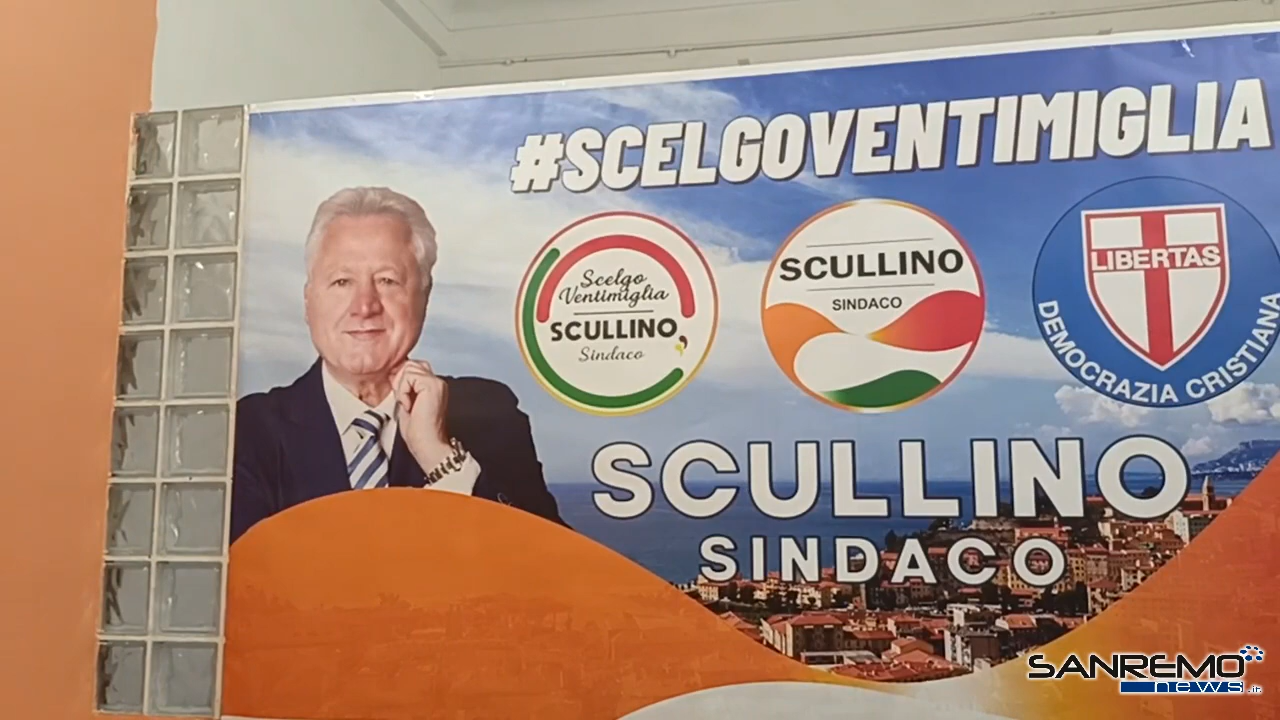 #SCELGOVENTIMIGLIA
Scelgo
Ventimiglia
SCULLINO
Sindaco
SCULLINO
SINDACO
LIBERTAS
DEMOCRAZIA CRISTIANA
SCULLINO
SINDACO
SANREMO
news.it